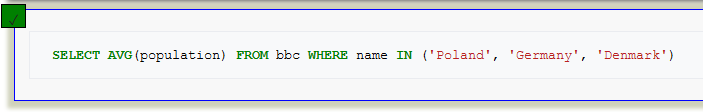 SELECT AVG(population) FROM bbc WHERE name IN ('Poland', 'Germany', 'Denmark')